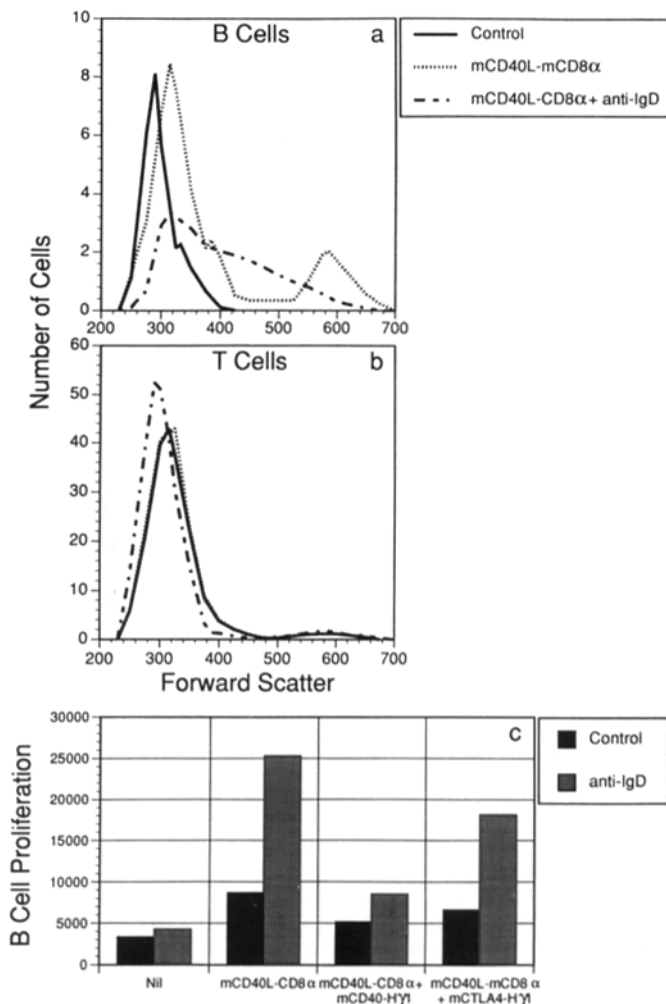 10
8
6
4
2
0
B Cells
a
200
300
400
500
600
700
Control
mCD40L-mCD8α
mCD40L-CD8α + anti-IgD
Number of Cells
60
50
40
30
20
10
0
T Cells
b
200
300
400
500
600
700
Forward Scatter
30000
25000
20000
15000
10000
5000
0
B Cell Proliferation
c
Control
anti-IgD
Nil
mCD40L-CD8α
mCD40L-CD8α +
mCD40-HγI
mCD40L-mCD8α
+ mCTLA4-HγI